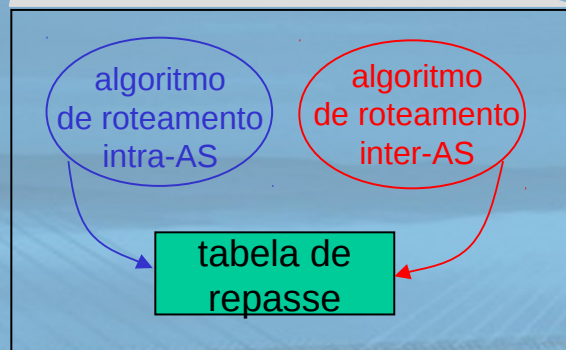 algoritmo
de roteamento
intra-AS
algoritmo
de roteamento
inter-AS
tabela de
repasse